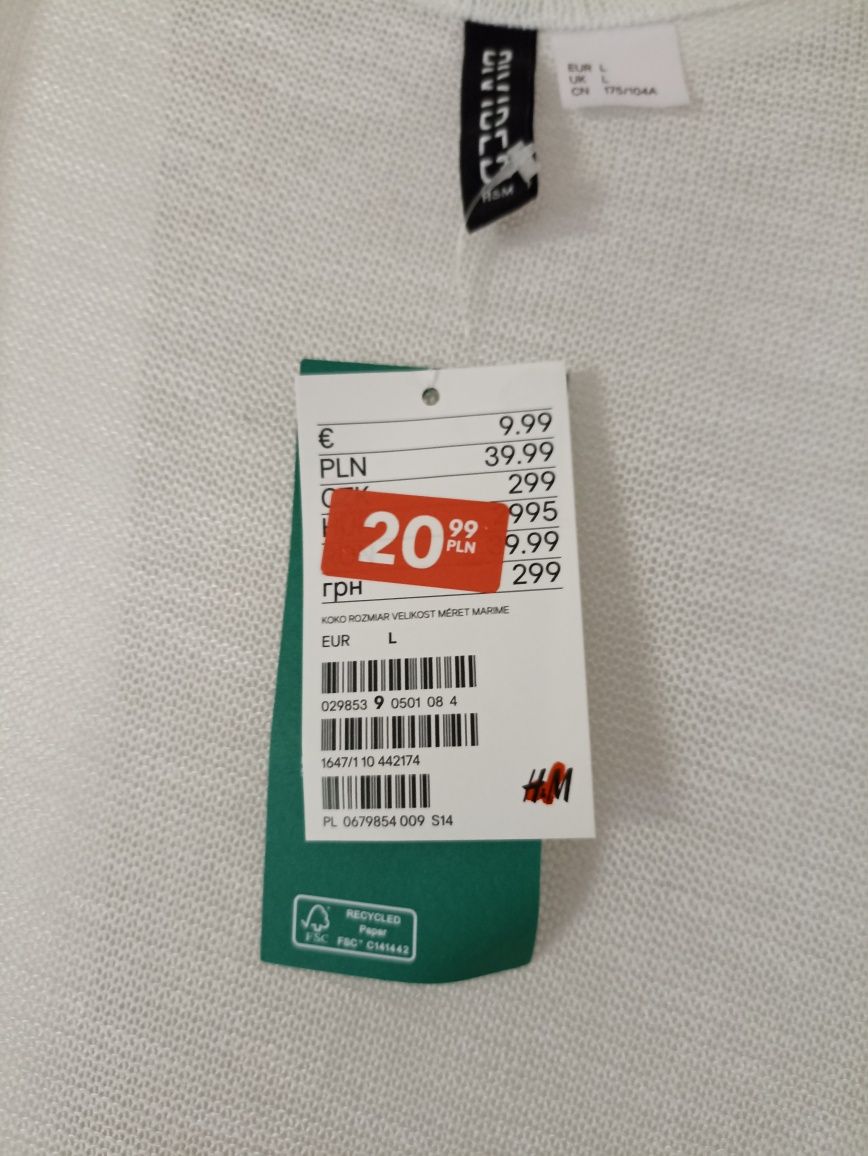 DIVIDED
H&M
EUR L
UK L
CN 175/104A
€ 9.99
PLN 39.99
299
995
20 99 PLN
9.99
грн 299
KOKO ROZMIAR VELIKOST MÉRET MARIME
EUR L
029853 9 0501 08 4
1647/1 10 442174
PL 0679854 009 S14
H&M
RECYCLED
Paper
FSC FSC® C141442